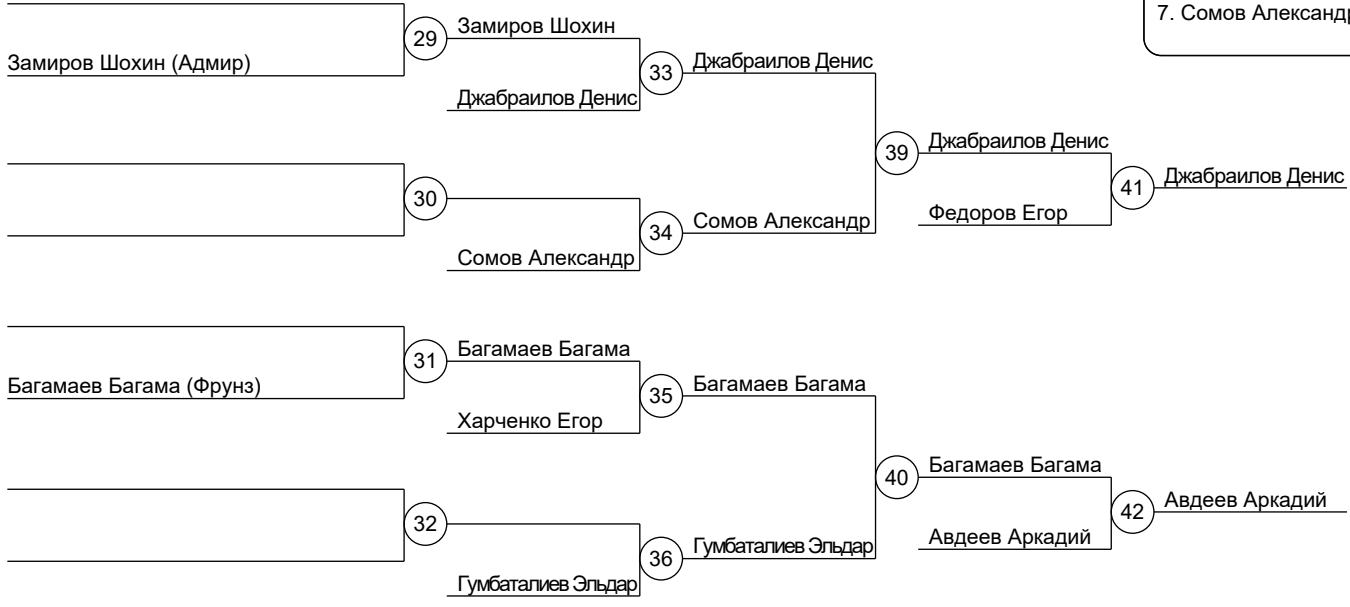 7. Сомов Александр
29
Замиров Шохин
Замиров Шохин (Адмир)
33
Джабраилов Денис
Джабраилов Денис
39
Джабраилов Денис
41
Джабраилов Денис
30
34
Сомов Александр
Федоров Егор
Сомов Александр
31
Багамаев Багама
Багамаев Багама (Фрунз)
35
Багамаев Багама
Харченко Егор
40
Багамаев Багама
42
Авдеев Аркадий
32
36
Гумбаталиев Эльдар
Авдеев Аркадий
Гумбаталиев Эльдар